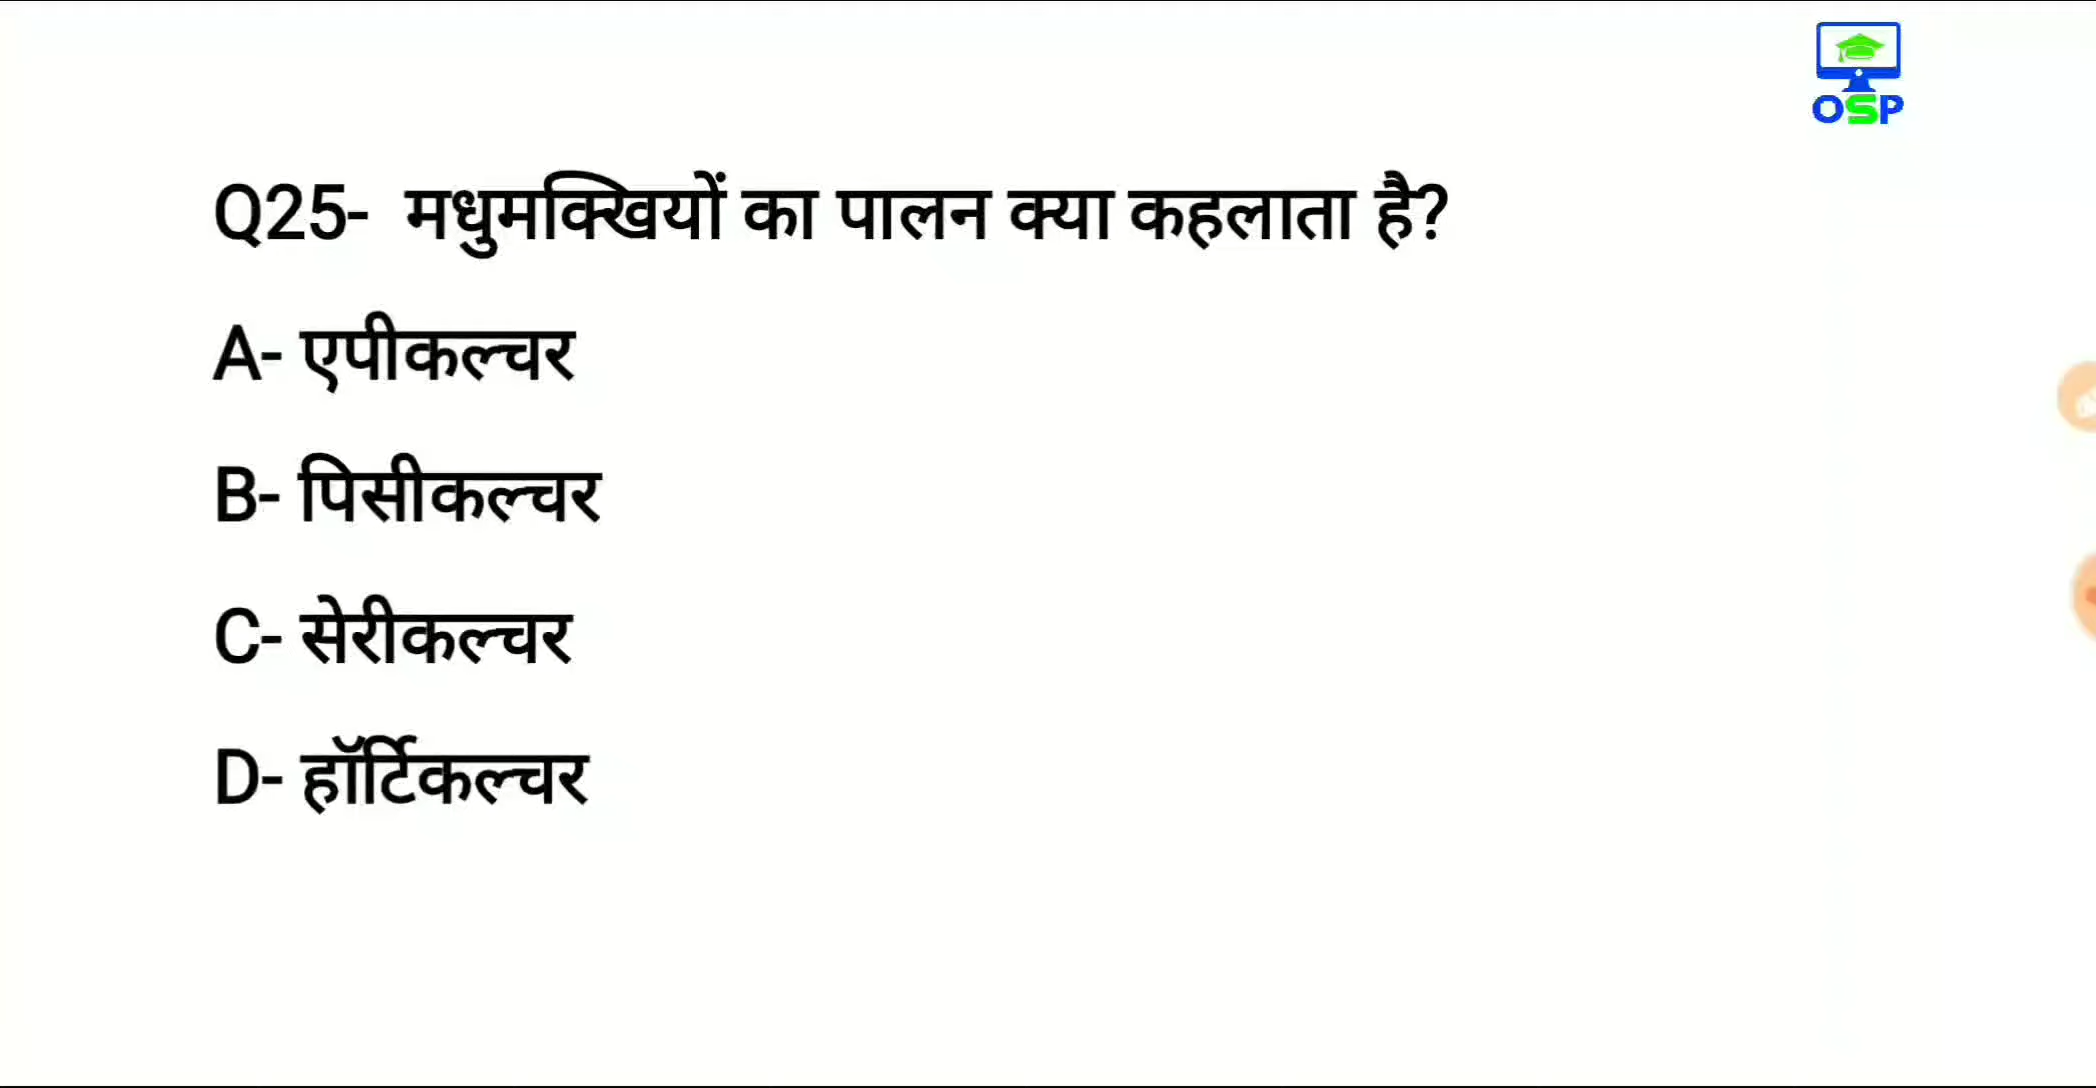 OSP
Q25- मधुमक्खियों का पालन क्या कहलाता है?
A- एपीकल्चर
B- पिसीकल्चर
C- सेरीकल्चर
D- हॉर्टिकल्चर